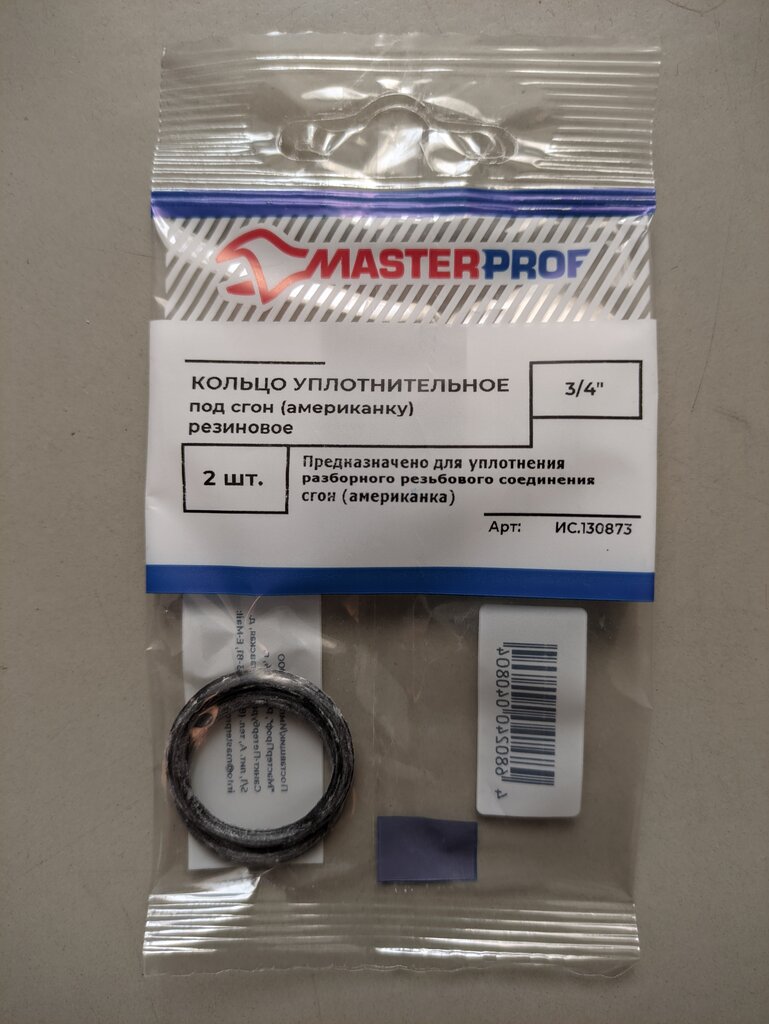 MASTERPROF
КОЛЬЦО УПЛОТНИТЕЛЬНОЕ
под сгон (американку)
резиновое
3/4"
2 шт.
Предназначено для уплотнения
разборного резьбового соединения
сгон (американка)
Арт: ИС.130873
4680240040804